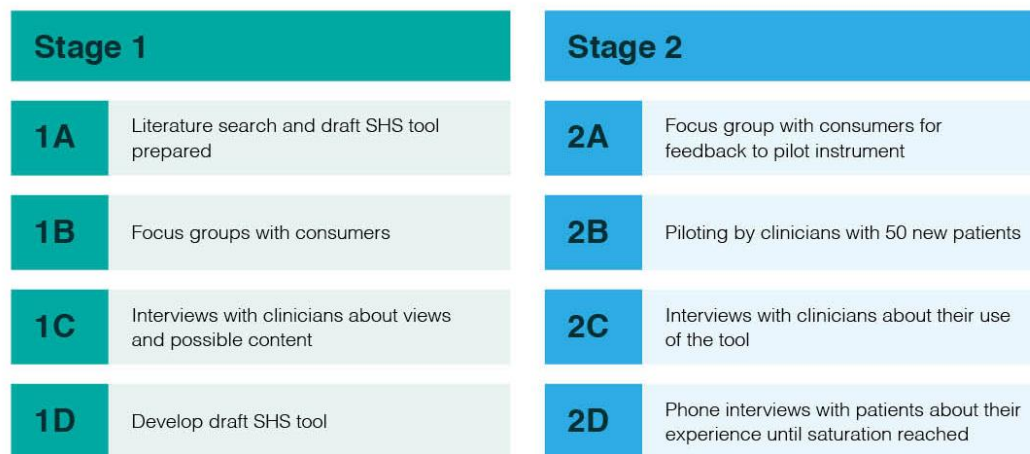 Stage 1
1A
Literature search and draft SHS tool
prepared
1B
Focus groups with consumers
1C
Interviews with clinicians about views
and possible content
1D
Develop draft SHS tool
Stage 2
2A
Focus group with consumers for
feedback to pilot instrument
2B
Piloting by clinicians with 50 new patients
2C
Interviews with clinicians about their use
of the tool
2D
Phone interviews with patients about their
experience until saturation reached